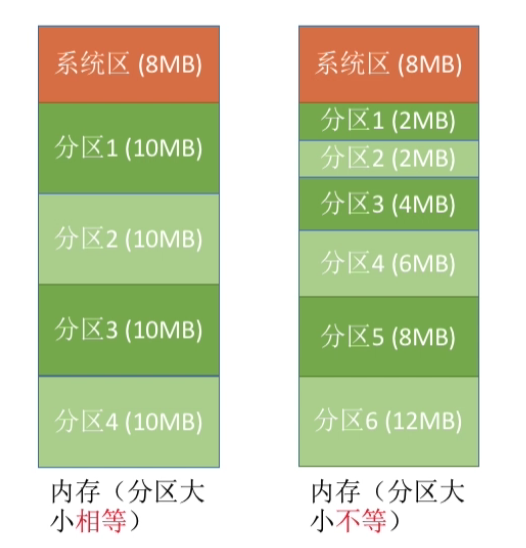 系统区 (8MB)
分区1 (10MB)
分区2 (10MB)
分区3 (10MB)
分区4 (10MB)
内存（分区大
小相等）
系统区 (8MB)
分区1 (2MB)
分区2 (2MB)
分区3 (4MB)
分区4 (6MB)
分区5 (8MB)
分区6 (12MB)
内存（分区大
小不等）